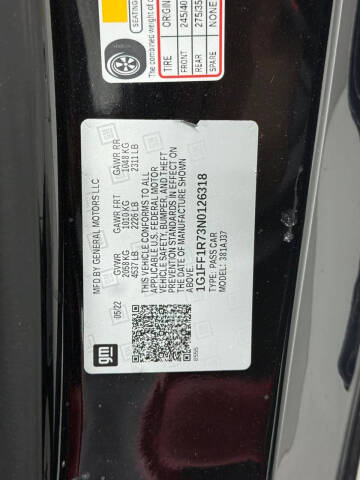 SEATING
The combined weight of
TIRE ORGIN
FRONT 245/40
REAR 275/35
SPARE NONE
MFD BY GENERAL MOTORS LLC
05/22 GVWR GAWR FRT GAWR RR
2058 KG 1010 KG 1048 KG
4537 LB 2226 LB 2311 LB
THIS VEHICLE CONFORMS TO ALL
APPLICABLE U.S. FEDERAL MOTOR
VEHICLE SAFETY, BUMPER, AND THEFT
PREVENTION STANDARDS IN EFFECT ON
THE DATE OF MANUFACTURE SHOWN
ABOVE.
1G1FF1R73N0126318
TYPE: PASS CAR
MODEL: 3B1AJ37
gm